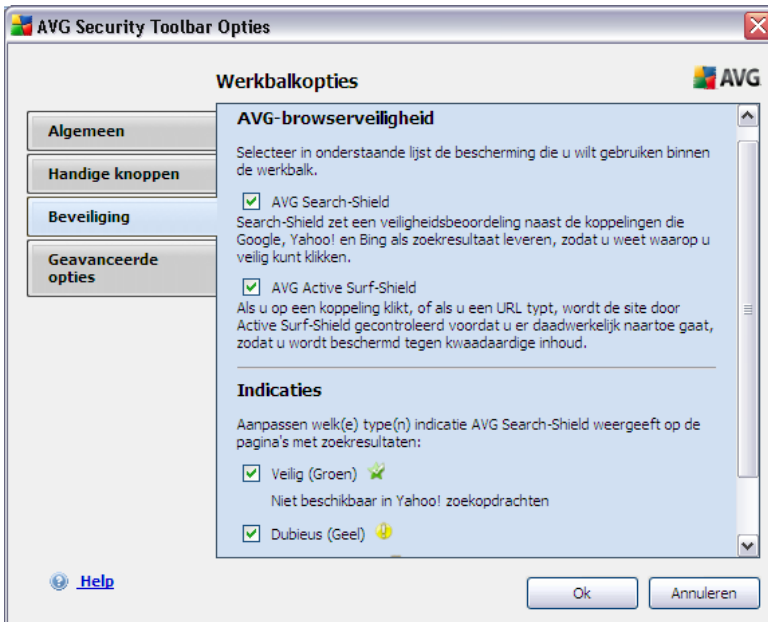 AVG Security Toolbar Opties
Werkbalkopties
AVG
Algemeen
Handige knoppen
Beveiliging
Geavanceerde
opties
AVG-browserveiligheid
Selecteer in onderstaande lijst de bescherming die u wilt gebruiken binnen
de werkbalk.
AVG Search-Shield
Search-Shield zet een veiligheidsbeoordeling naast de koppelingen die
Google, Yahoo! en Bing als zoekresultaat leveren, zodat u weet waarop u
veilig kunt klikken.
AVG Active Surf-Shield
Als u op een koppeling klikt, of als u een URL typt, wordt de site door
Active Surf-Shield gecontroleerd voordat u er daadwerkelijk naartoe gaat,
zodat u wordt beschermd tegen kwaadaardige inhoud.
Indicaties
Aanpassen welk(e) type(n) indicatie AVG Search-Shield weergeeft op de
pagina's met zoekresultaten:
Veilig (Groen)
Niet beschikbaar in Yahoo! zoekopdrachten
Dubieus (Geel)
Help
Ok
Annuleren